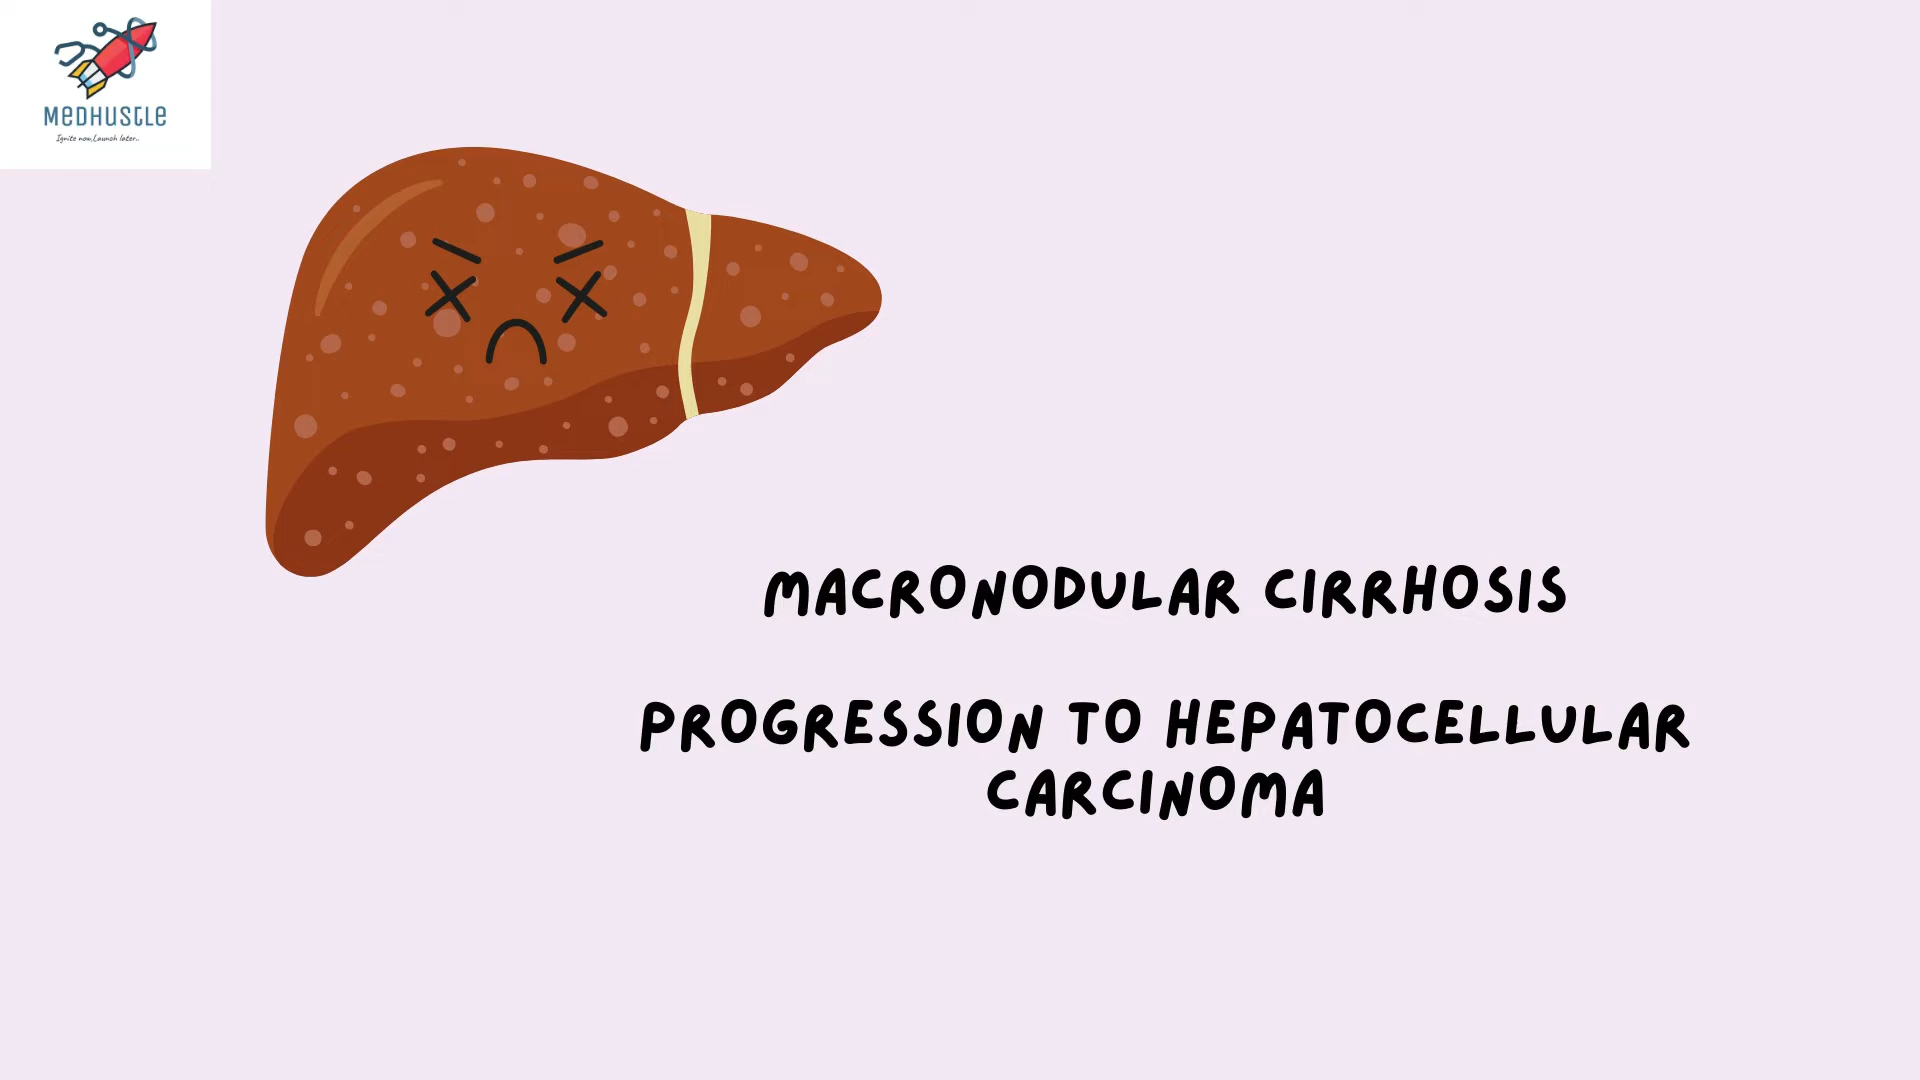 MEDHUSTLE
Ignite now,Launch later..
MACRONODULAR CIRRHOSIS
PROGRESSION TO HEPATOCELLULAR
CARCINOMA